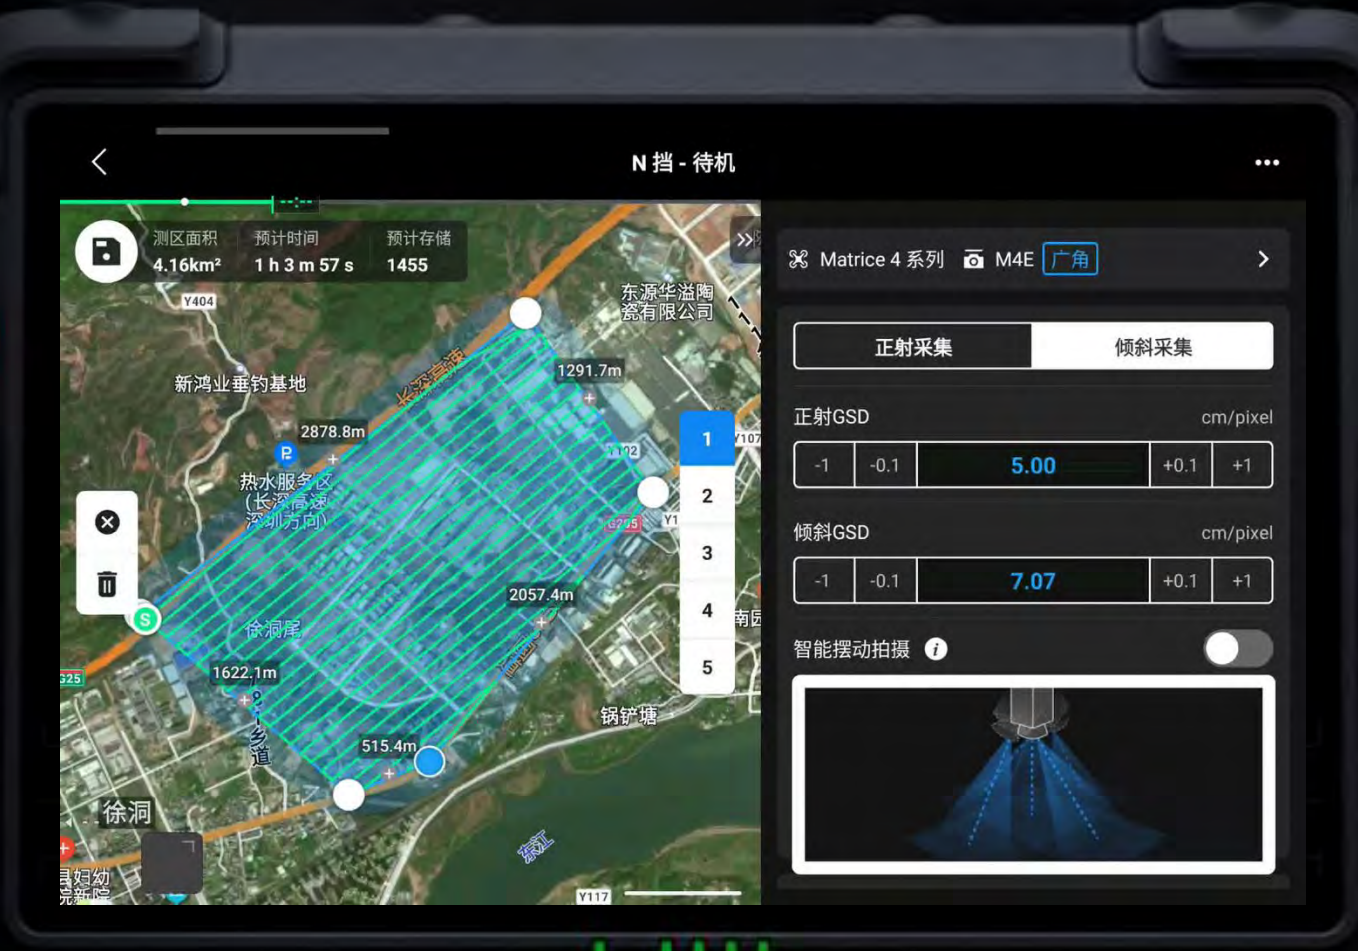 N 挡 - 待机
测区面积 预计时间 预计存储
4.16km² 1 h 3 m 57 s 1455
Matrice 4 系列 M4E 广角
正射采集 倾斜采集
正射GSD cm/pixel
-1 -0.1 5.00 +0.1 +1
倾斜GSD cm/pixel
-1 -0.1 7.07 +0.1 +1
智能摆动拍摄
Y404
东源华溢陶
瓷有限公司
长深高速
1291.7m
新鸿业垂钓基地
2878.8m
热水服务区
(长深高速
深圳方向)
Y102
Y107
G205
1
2
3
4
5
2057.4m
S
徐洞尾
1622.1m
乡道
515.4m
锅铲塘
徐洞
东江
县妇幼
院新院
Y117